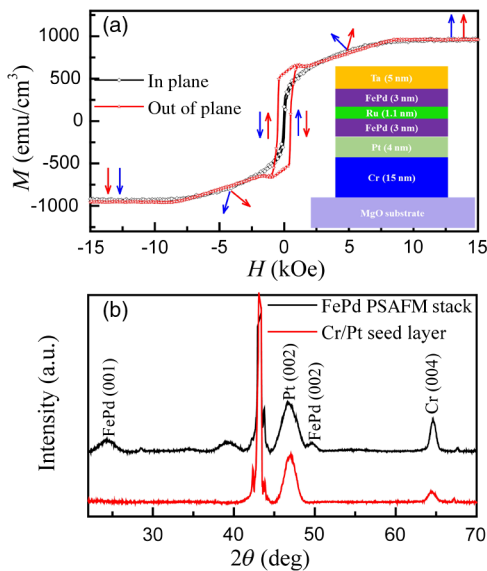 (a)
M (emu/cm³)
1000
500
0
-500
-1000
In plane
Out of plane
Ta (5 nm)
FePd (3 nm)
Ru (1.1 nm)
FePd (3 nm)
Pt (4 nm)
Cr (15 nm)
MgO substrate
-15 -10 -5 0 5 10 15
H (kOe)
(b)
Intensity (a.u.)
FePd PSAFM stack
Cr/Pt seed layer
FePd (001)
Pt (002)
FePd (002)
Cr (004)
30 40 50 60 70
2θ (deg)